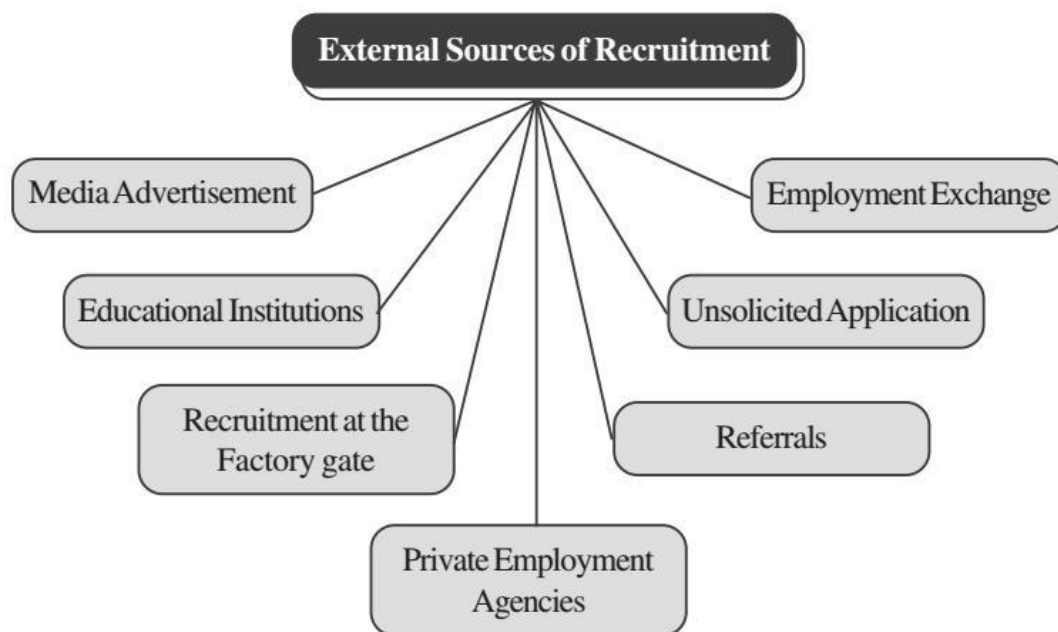 External Sources of Recruitment
Media Advertisement
Employment Exchange
Educational Institutions
Unsolicited Application
Recruitment at the
Factory gate
Referrals
Private Employment
Agencies